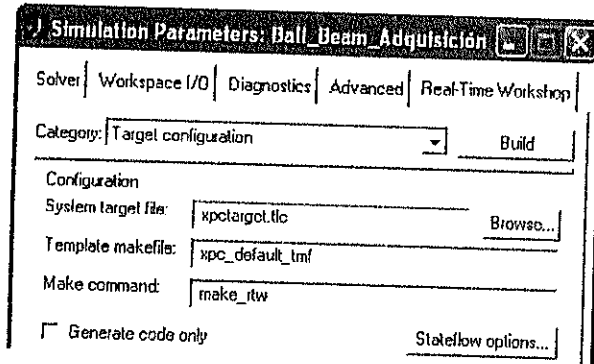 Simulation Parameters: Ball_Beam_Adquisición
Solver Workspace I/O Diagnostics Advanced Real-Time Workshop
Category: Target configuration Build
Configuration
System target file: xpctarget.tlc Browse...
Template makefile: xpc_default_tmf
Make command: make_rtw
Generate code only Stateflow options...